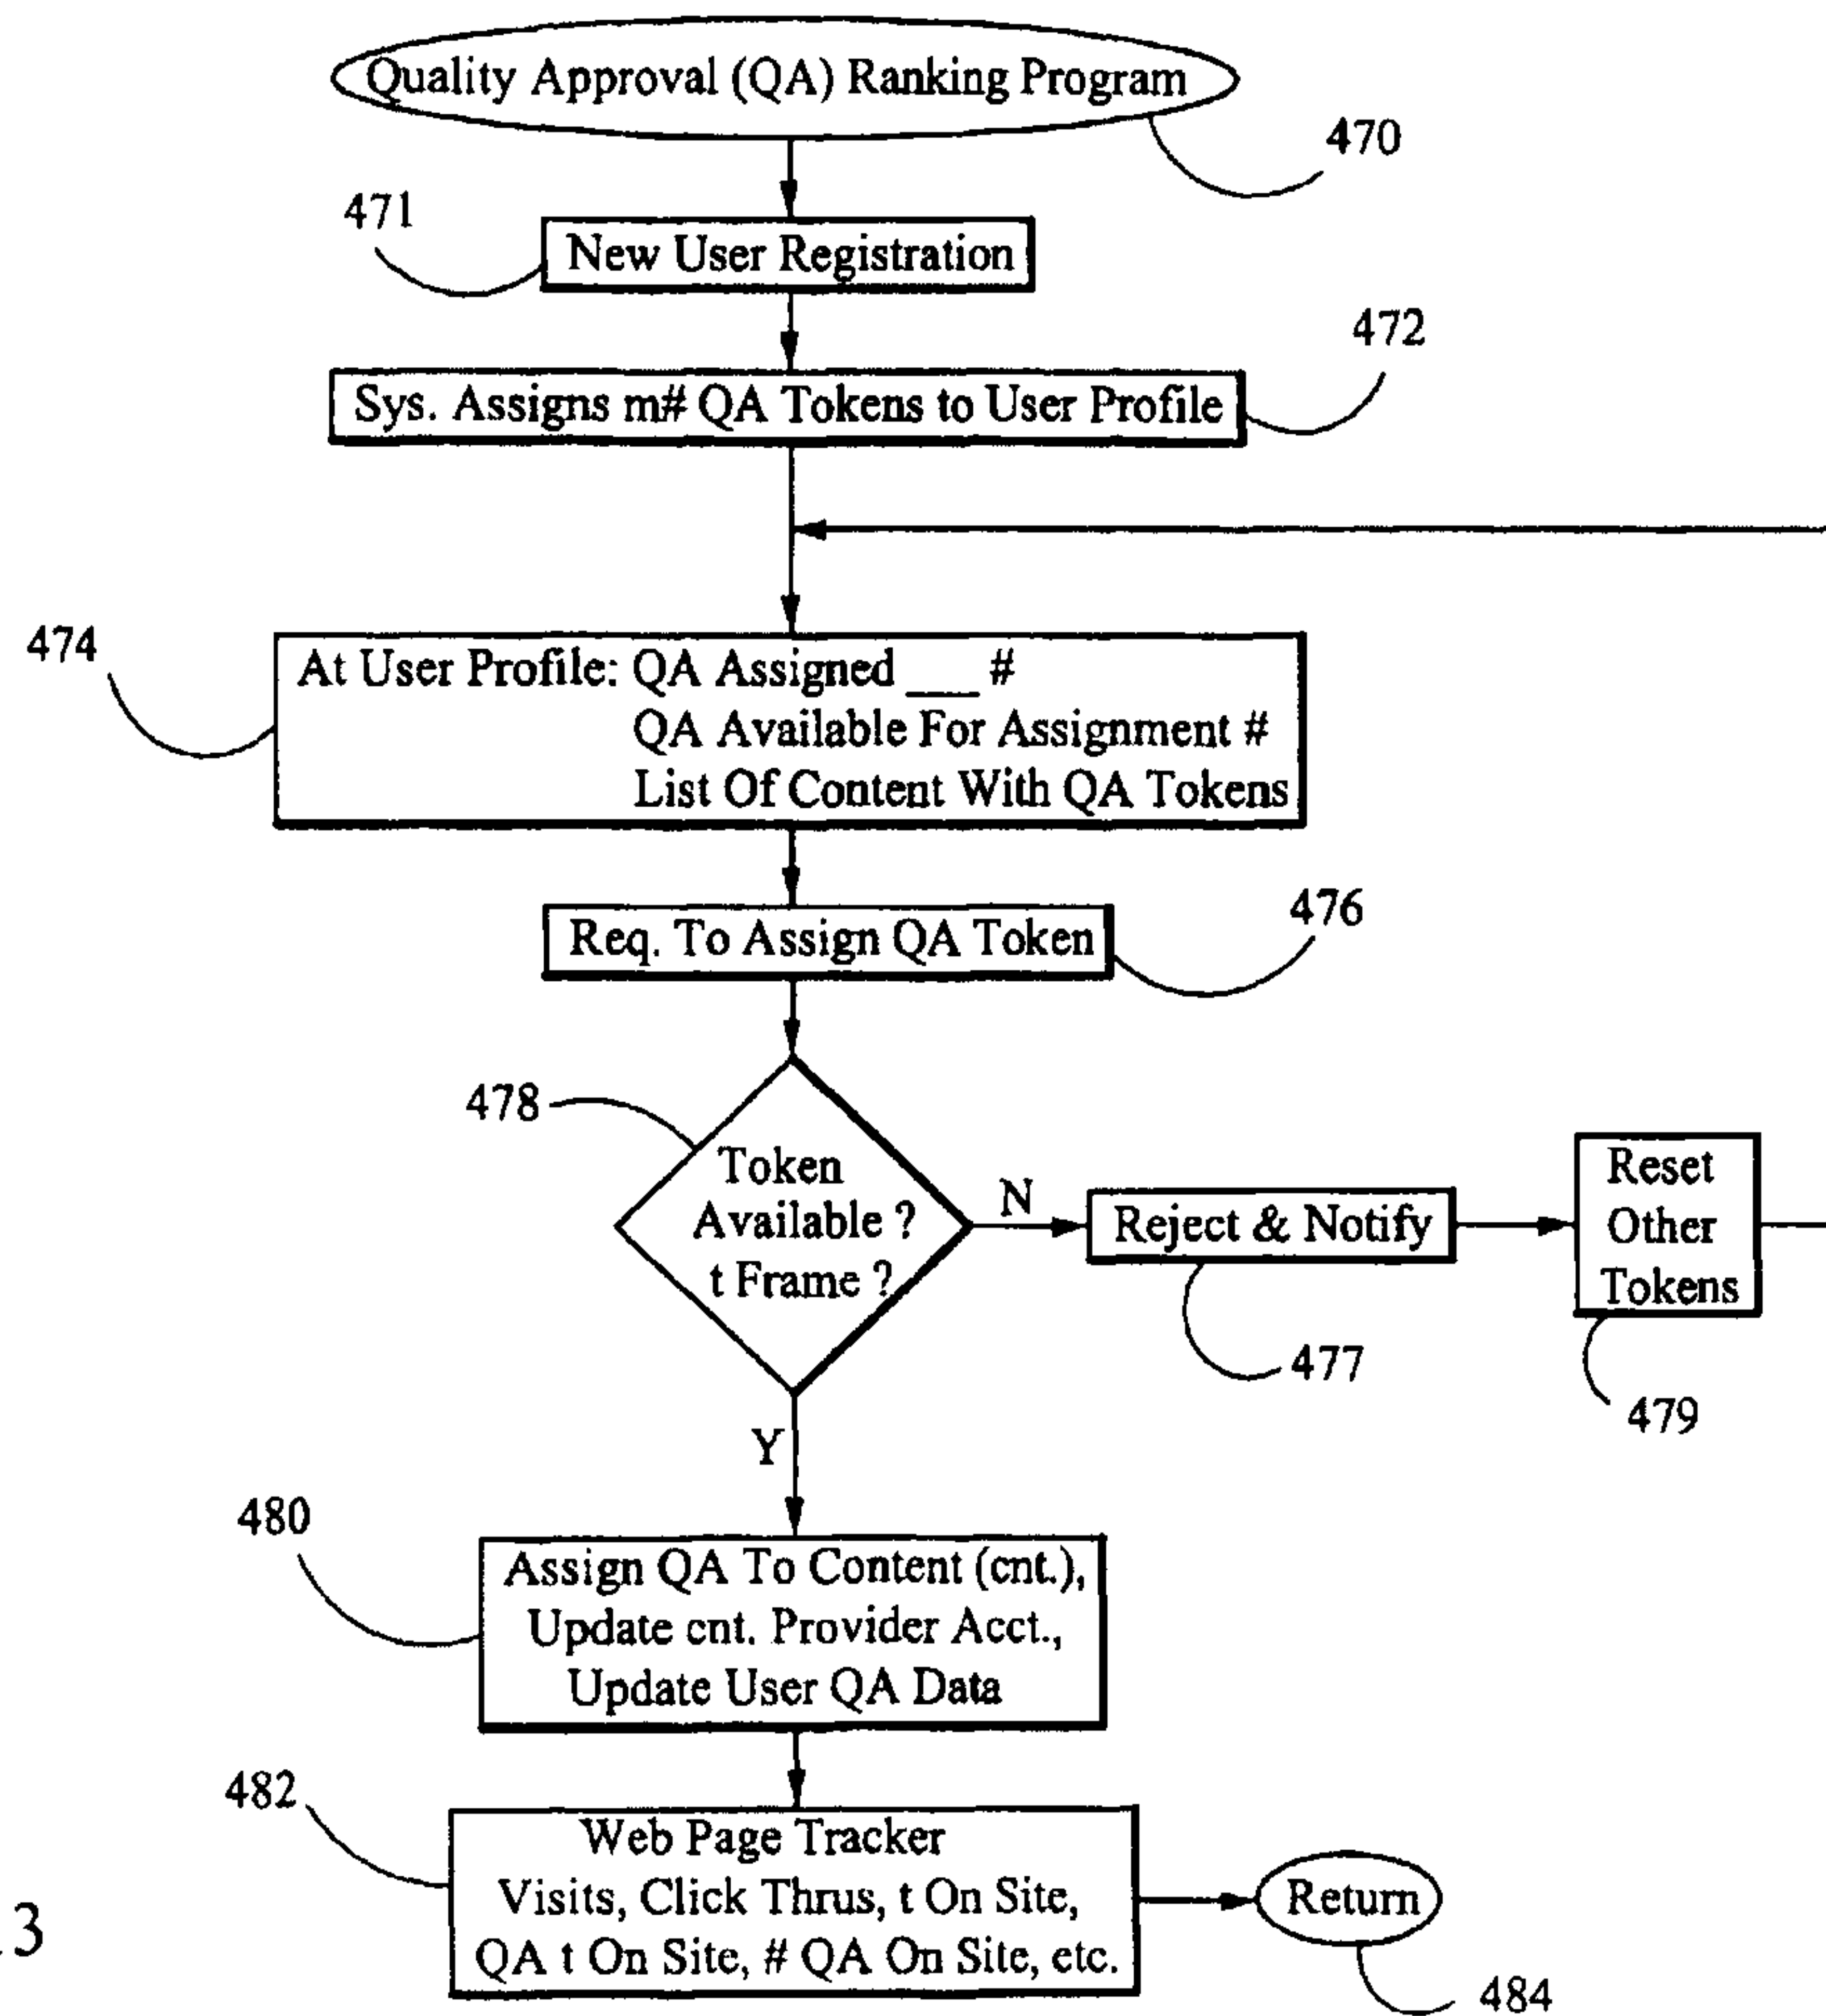 Quality Approval (QA) Ranking Program
470
471
New User Registration
472
Sys. Assigns m# QA Tokens to User Profile
474
At User Profile: QA Assigned ___ #
QA Available For Assignment #
List Of Content With QA Tokens
476
Req. To Assign QA Token
478
Token
Available ?
t Frame ?
N
Reject & Notify
477
Reset
Other
Tokens
479
Y
480
Assign QA To Content (cnt.),
Update cnt. Provider Acct.,
Update User QA Data
482
Web Page Tracker
Visits, Click Thrus, t On Site,
QA t On Site, # QA On Site, etc.
Return
484
3